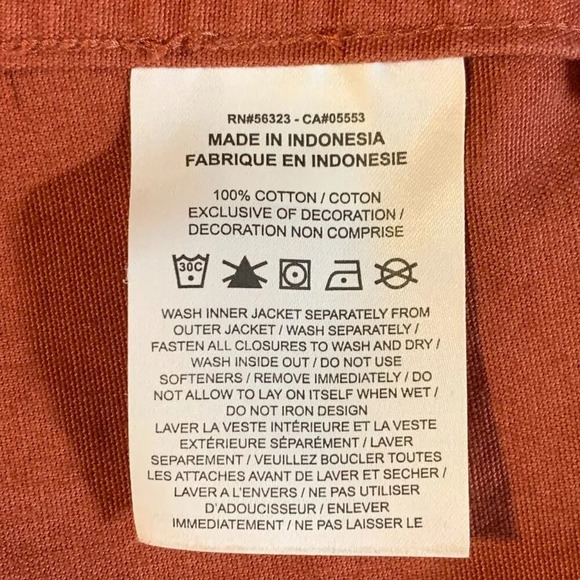 RN#56323 - CA#05553
MADE IN INDONESIA
FABRIQUE EN INDONESIE
100% COTTON / COTON
EXCLUSIVE OF DECORATION /
DECORATION NON COMPRISE
30C
WASH INNER JACKET SEPARATELY FROM
OUTER JACKET / WASH SEPARATELY /
FASTEN ALL CLOSURES TO WASH AND DRY /
WASH INSIDE OUT / DO NOT USE
SOFTENERS / REMOVE IMMEDIATELY / DO
NOT ALLOW TO LAY ON ITSELF WHEN WET /
DO NOT IRON DESIGN
LAVER LA VESTE INTÉRIEURE ET LA VESTE
EXTÉRIEURE SÉPARÉMENT / LAVER
SEPAREMENT / VEUILLEZ BOUCLER TOUTES
LES ATTACHES AVANT DE LAVER ET SECHER /
LAVER A L'ENVERS / NE PAS UTILISER
D'ADOUCISSEUR / ENLEVER
IMMEDIATEMENT / NE PAS LAISSER LE